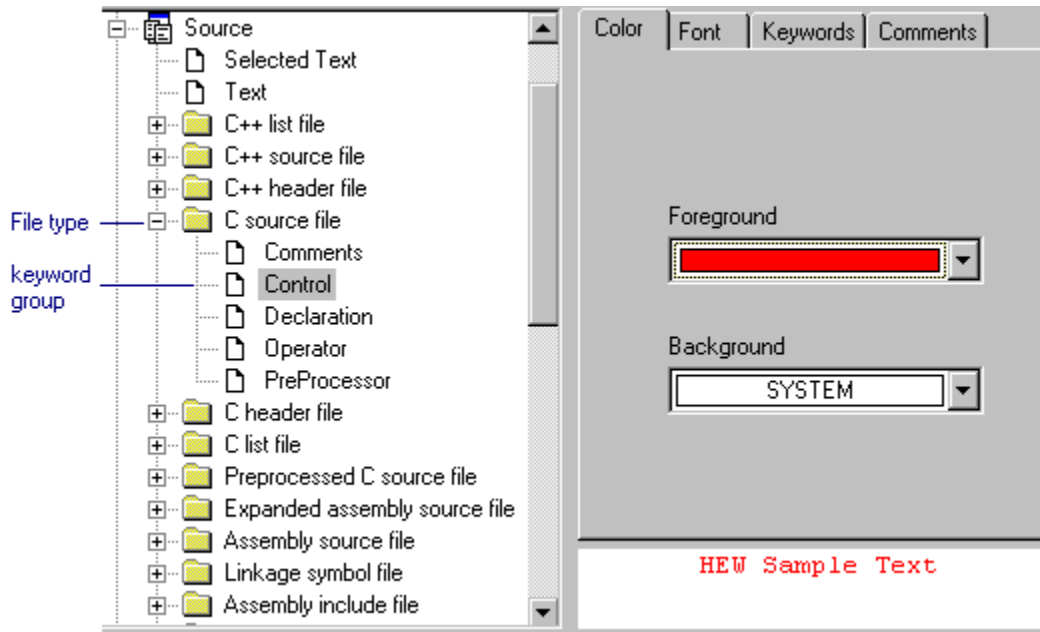 Source
Selected Text
Text
C++ list file
C++ source file
C++ header file
File type
C source file
Comments
keyword
group
Control
Declaration
Operator
PreProcessor
C header file
C list file
Preprocessed C source file
Expanded assembly source file
Assembly source file
Linkage symbol file
Assembly include file
Color Font Keywords Comments
Foreground
Background
SYSTEM
HEW Sample Text